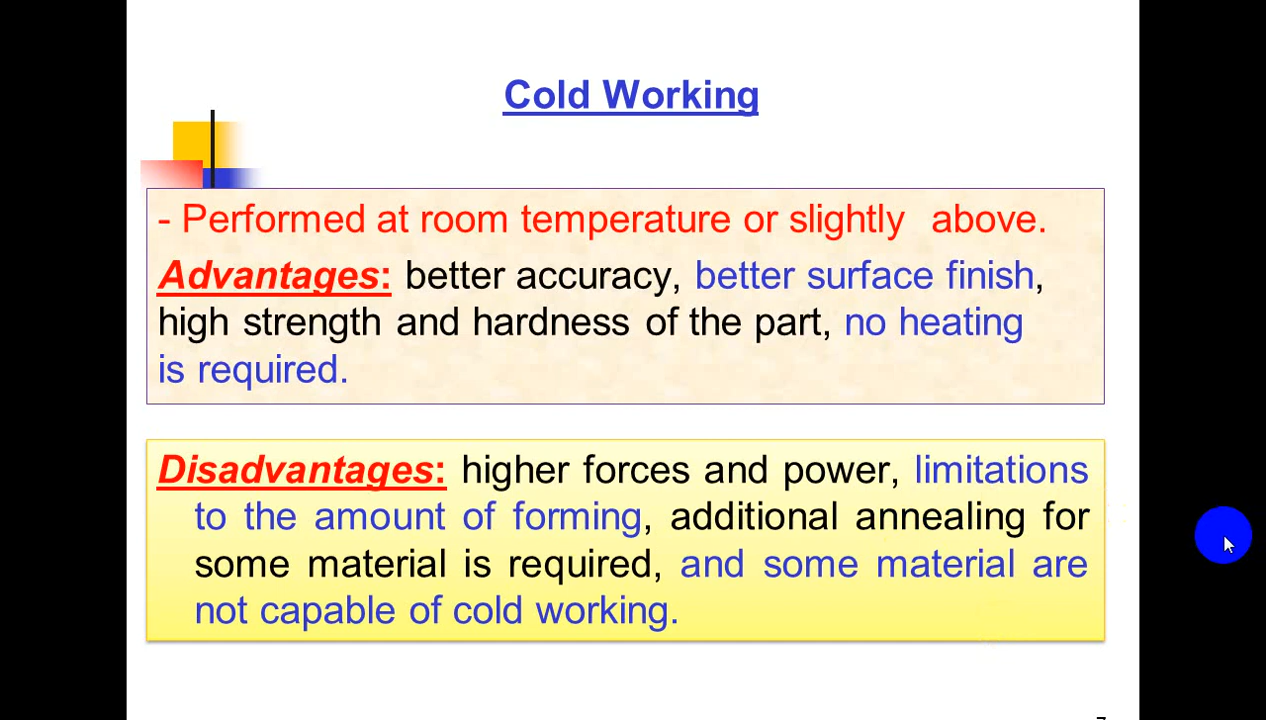 Cold Working
- Performed at room temperature or slightly above.
Advantages: better accuracy, better surface finish,
high strength and hardness of the part, no heating
is required.
Disadvantages: higher forces and power, limitations
to the amount of forming, additional annealing for
some material is required, and some material are
not capable of cold working.